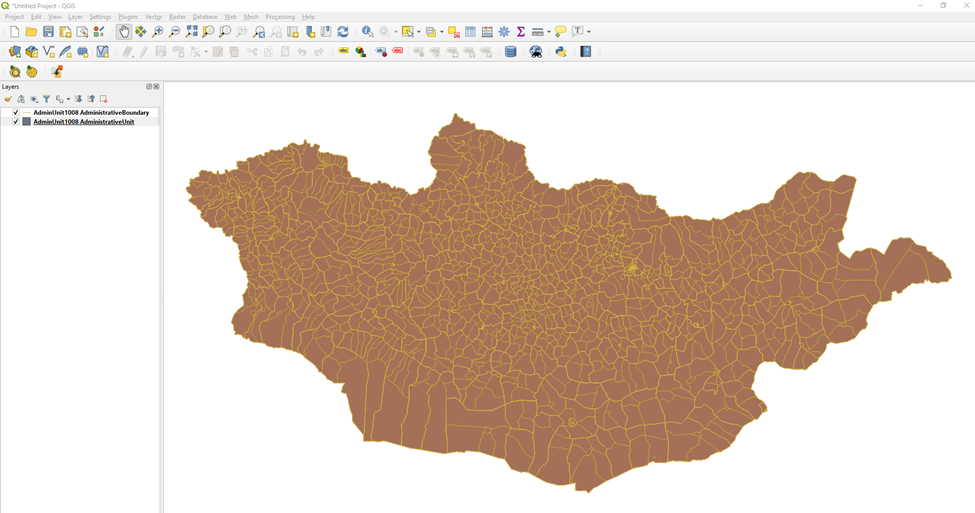 *Untitled Project - QGIS
Project Edit View Layer Settings Plugins Vector Raster Database Web Mesh Processing Help
Layers
AdminUnit1008 AdministrativeBoundary
AdminUnit1008 AdministrativeUnit